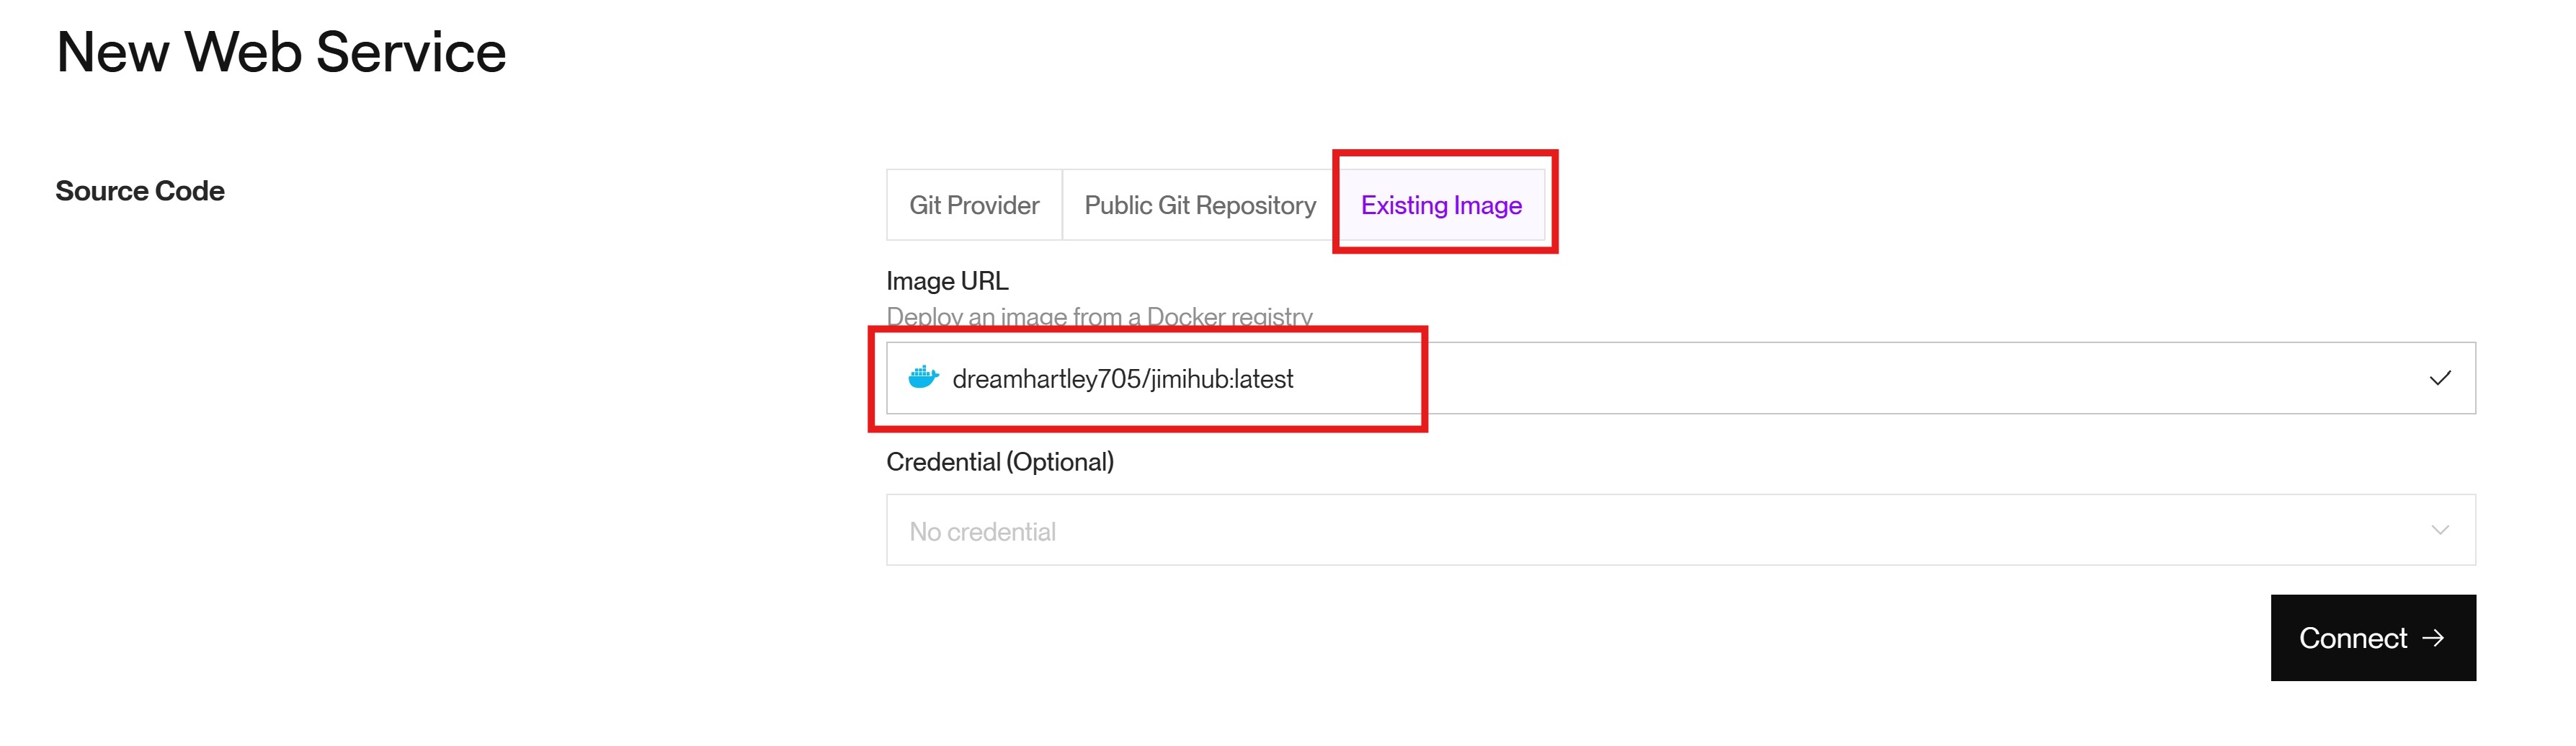 New Web Service
Source Code
Git Provider
Public Git Repository
Existing Image
Image URL
Deploy an image from a Docker registry
dreamhartley705/jimihub:latest
Credential (Optional)
No credential
Connect →